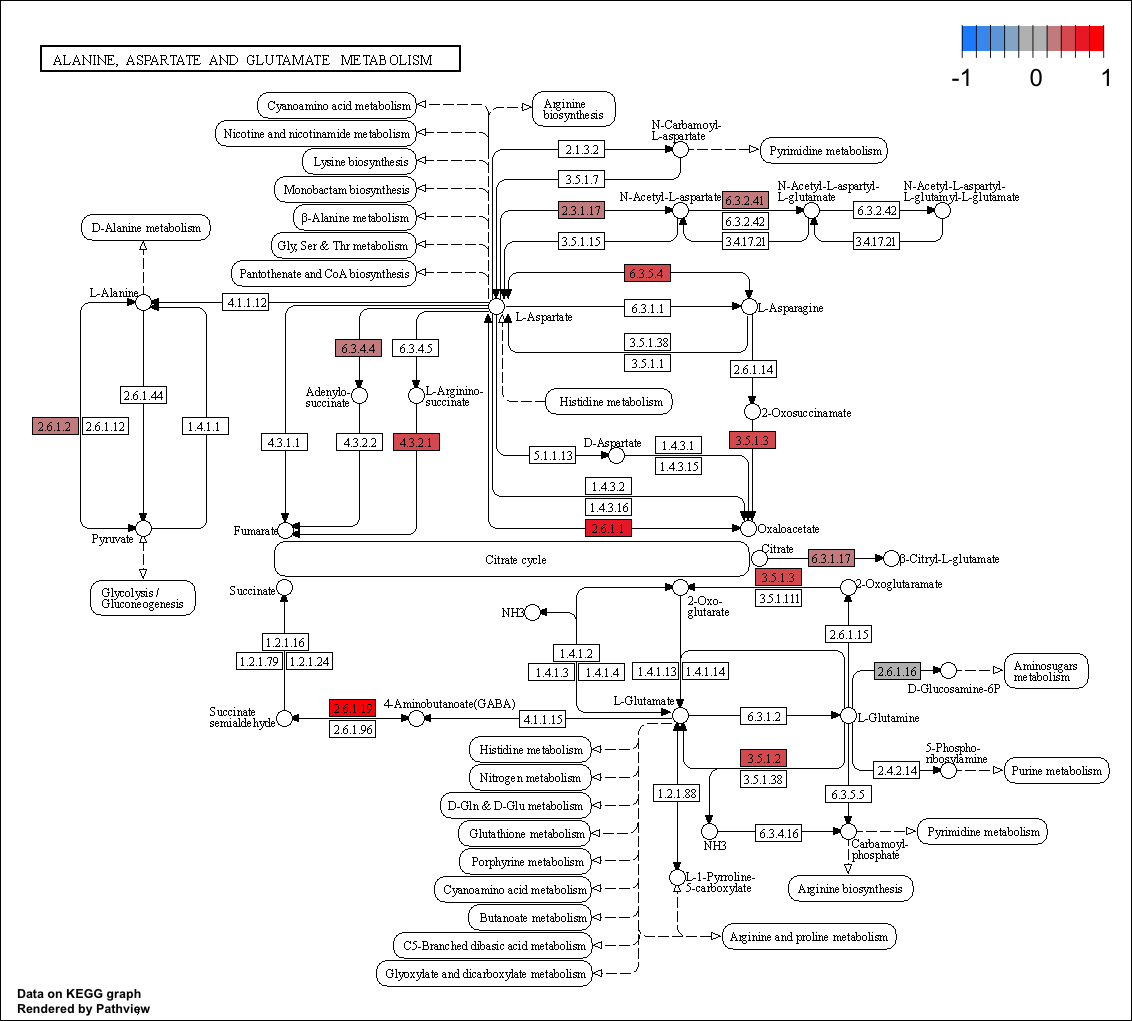 ALANINE, ASPARTATE AND GLUTAMATE METABOLISM
-1 0 1
Cyanoamino acid metabolism
Arginine
biosynthesis
Nicotine and nicotinamide metabolism
Lysine biosynthesis
Monobactam biosynthesis
β-Alanine metabolism
Gly, Ser & Thr metabolism
Pantothenate and CoA biosynthesis
N-Carbamoyl-
L-aspartate
2.1.3.2
Pyrimidine metabolism
3.5.1.7
N-Acetyl-L-aspartate
6.3.2.41
N-Acetyl-L-aspartyl-
L-glutamate
N-Acetyl-L-aspartyl-
L-glutamyl-L-glutamate
2.3.1.17
6.3.2.42
6.3.2.42
3.5.1.15
3.4.17.21
3.4.17.21
D-Alanine metabolism
L-Alanine
4.1.1.12
6.3.5.4
L-Aspartate
6.3.1.1
L-Asparagine
6.3.4.4
6.3.4.5
3.5.1.38
3.5.1.1
2.6.1.14
Adenylo-
succinate
L-Arginino-
succinate
Histidine metabolism
2-Oxosuccinamate
2.6.1.44
2.6.1.2
2.6.1.12
1.4.1.1
4.3.1.1
4.3.2.2
4.3.2.1
3.5.1.3
D-Aspartate
5.1.1.13
1.4.3.1
1.4.3.15
1.4.3.2
1.4.3.16
2.6.1.1
Pyruvate
Fumarate
Oxaloacetate
Citrate cycle
Citrate
6.3.1.17
β-Citryl-L-glutamate
Glycolysis /
Gluconeogenesis
Succinate
3.5.1.3
3.5.1.111
2-Oxoglutaramate
NH3
2-Oxo-
glutarate
1.2.1.16
1.2.1.79
1.2.1.24
1.4.1.2
1.4.1.3
1.4.1.4
1.4.1.13
1.4.1.14
2.6.1.15
2.6.1.16
Aminosugars
metabolism
D-Glucosamine-6P
Succinate
semialdehyde
2.6.1.19
2.6.1.96
4-Aminobutanoate(GABA)
4.1.1.15
L-Glutamate
6.3.1.2
L-Glutamine
Histidine metabolism
Nitrogen metabolism
D-Gln & D-Glu metabolism
Glutathione metabolism
Porphyrine metabolism
Cyanoamino acid metabolism
Butanoate metabolism
C5-Branched dibasic acid metabolism
Glyoxylate and dicarboxylate metabolism
3.5.1.2
3.5.1.38
5-Phospho-
ribosylamine
2.4.2.14
Purine metabolism
1.2.1.88
6.3.5.5
NH3
6.3.4.16
Carbamoyl-
phosphate
Pyrimidine metabolism
L-1-Pyrroline-
5-carboxylate
Arginine biosynthesis
Arginine and proline metabolism
Data on KEGG graph
Rendered by Pathview